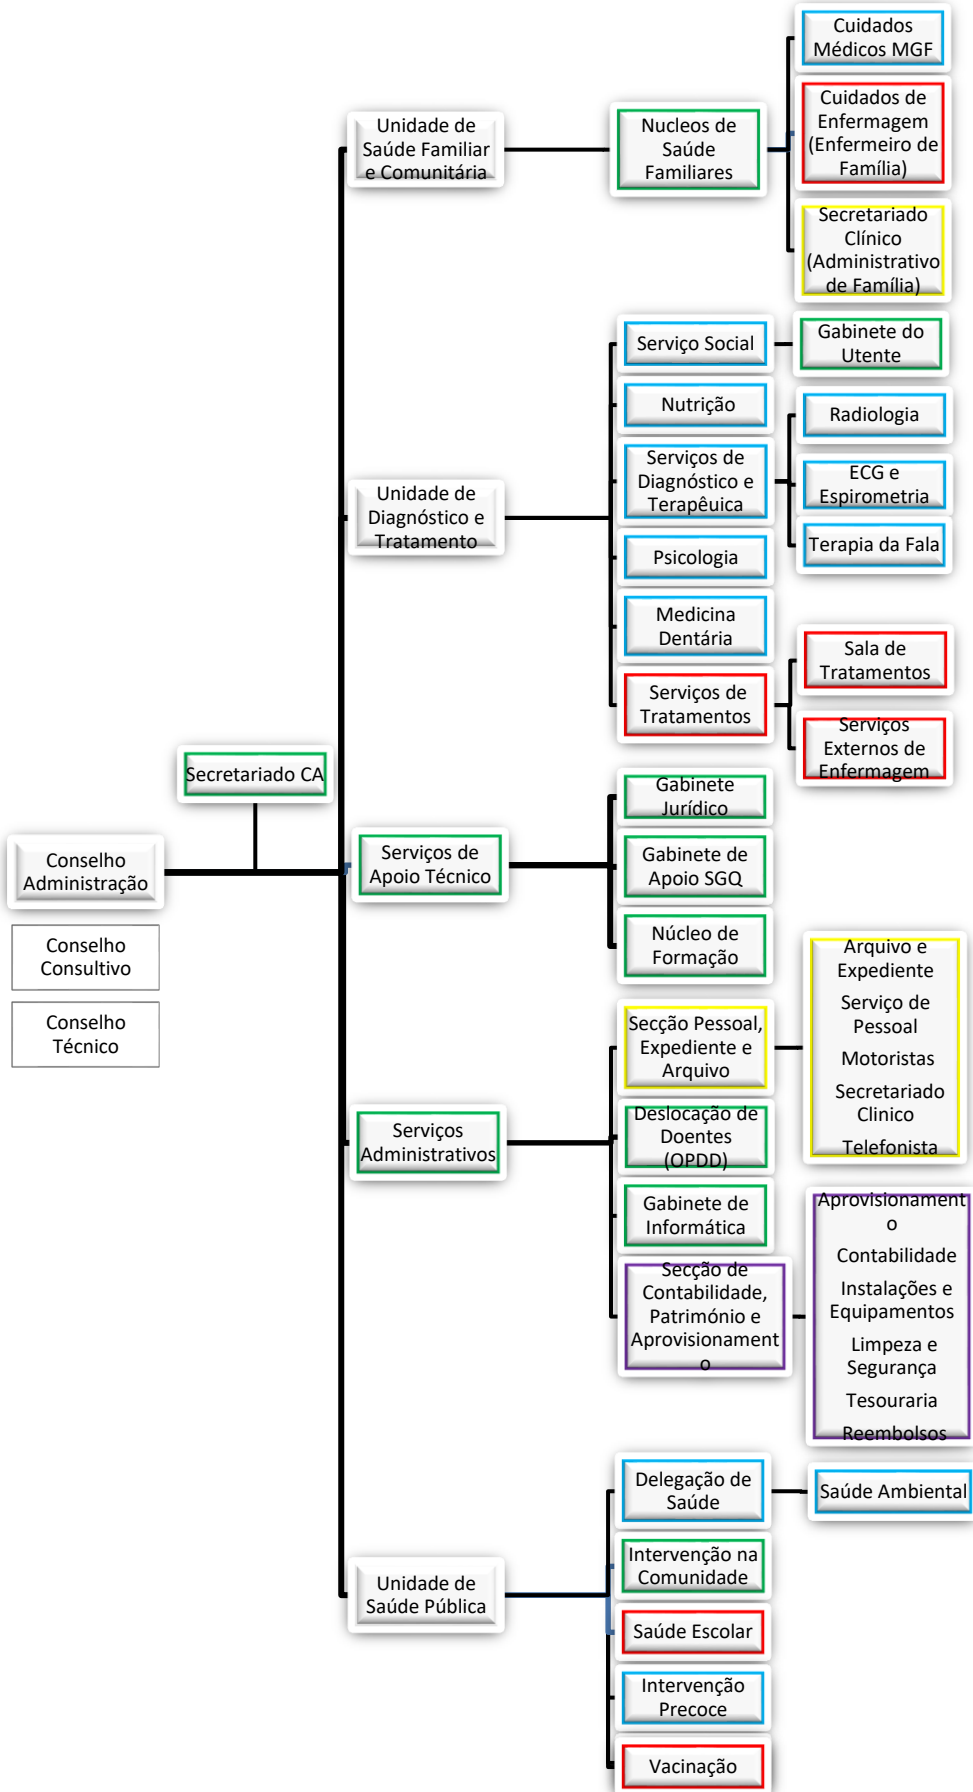 Cuidados
Médicos MGF
Cuidados de
Enfermagem
(Enfermeiro de
Família)
Unidade de
Saúde Familiar
e Comunitária
Nucleos de
Saúde
Familiares
Secretariado
Clínico
(Administrativo
de Família)
Serviço Social
Gabinete do
Utente
Nutrição
Radiologia
Unidade de
Diagnóstico e
Tratamento
Serviços de
Diagnóstico e
Terapêuica
ECG e
Espirometria
Psicologia
Terapia da Fala
Medicina
Dentária
Sala de
Tratamentos
Serviços de
Tratamentos
Serviços
Externos de
Enfermagem
Secretariado CA
Gabinete
Jurídico
Conselho
Administração
Serviços de
Apoio Técnico
Gabinete de
Apoio SGQ
Conselho
Consultivo
Núcleo de
Formação
Conselho
Técnico
Secção Pessoal,
Expediente e
Arquivo
Arquivo e
Expediente
Serviço de
Pessoal
Motoristas
Secretariado
Clinico
Telefonista
Serviços
Administrativos
Deslocação de
Doentes
(OPDD)
Gabinete de
Informática
Secção de
Contabilidade,
Património e
Aprovisionament
o
Aprovisionament
o
Contabilidade
Instalações e
Equipamentos
Limpeza e
Segurança
Tesouraria
Reembolsos
Delegação de
Saúde
Saúde Ambiental
Unidade de
Saúde Pública
Intervenção na
Comunidade
Saúde Escolar
Intervenção
Precoce
Vacinação